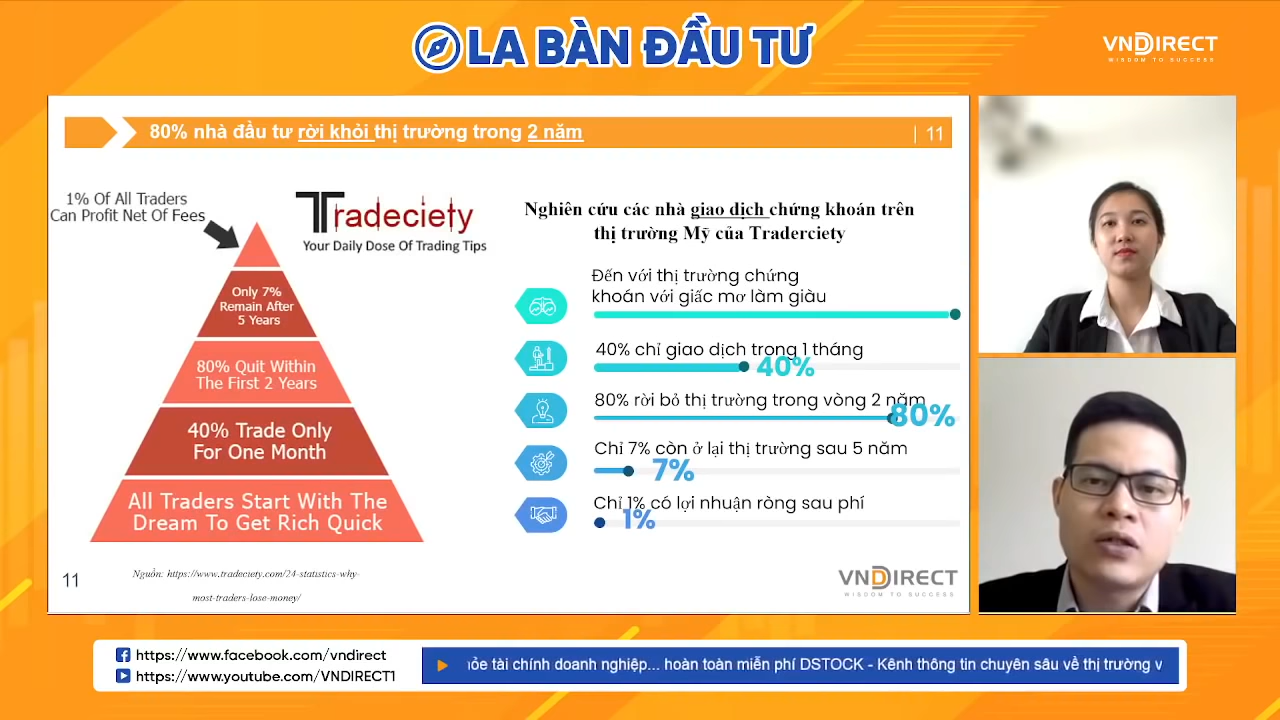 LA BÀN ĐẦU TƯ
VNDIRECT
WISDOM TO SUCCESS
80% nhà đầu tư rời khỏi thị trường trong 2 năm
| 11
1% Of All Traders
Can Profit Net Of Fees
Only 7%
Remain After
5 Years
80% Quit Within
The First 2 Years
40% Trade Only
For One Month
All Traders Start With The
Dream To Get Rich Quick
Tradeciety
Your Daily Dose Of Trading Tips
Nghiên cứu các nhà giao dịch chứng khoán trên
thị trường Mỹ của Traderciety
Đến với thị trường chứng
khoán với giấc mơ làm giàu
40% chỉ giao dịch trong 1 tháng
40%
80% rời bỏ thị trường trong vòng 2 năm
80%
Chỉ 7% còn ở lại thị trường sau 5 năm
7%
Chỉ 1% có lợi nhuận ròng sau phí
1%
11
Nguồn: https://www.tradeciety.com/24-statistics-why-
most-traders-lose-money/
VNDIRECT
WISDOM TO SUCCESS
https://www.facebook.com/vndirect
https://www.youtube.com/VNDIRECT1
tài chính doanh nghiệp... hoàn toàn miễn phí DSTOCK - Kênh thông tin chuyên sâu về thị trường